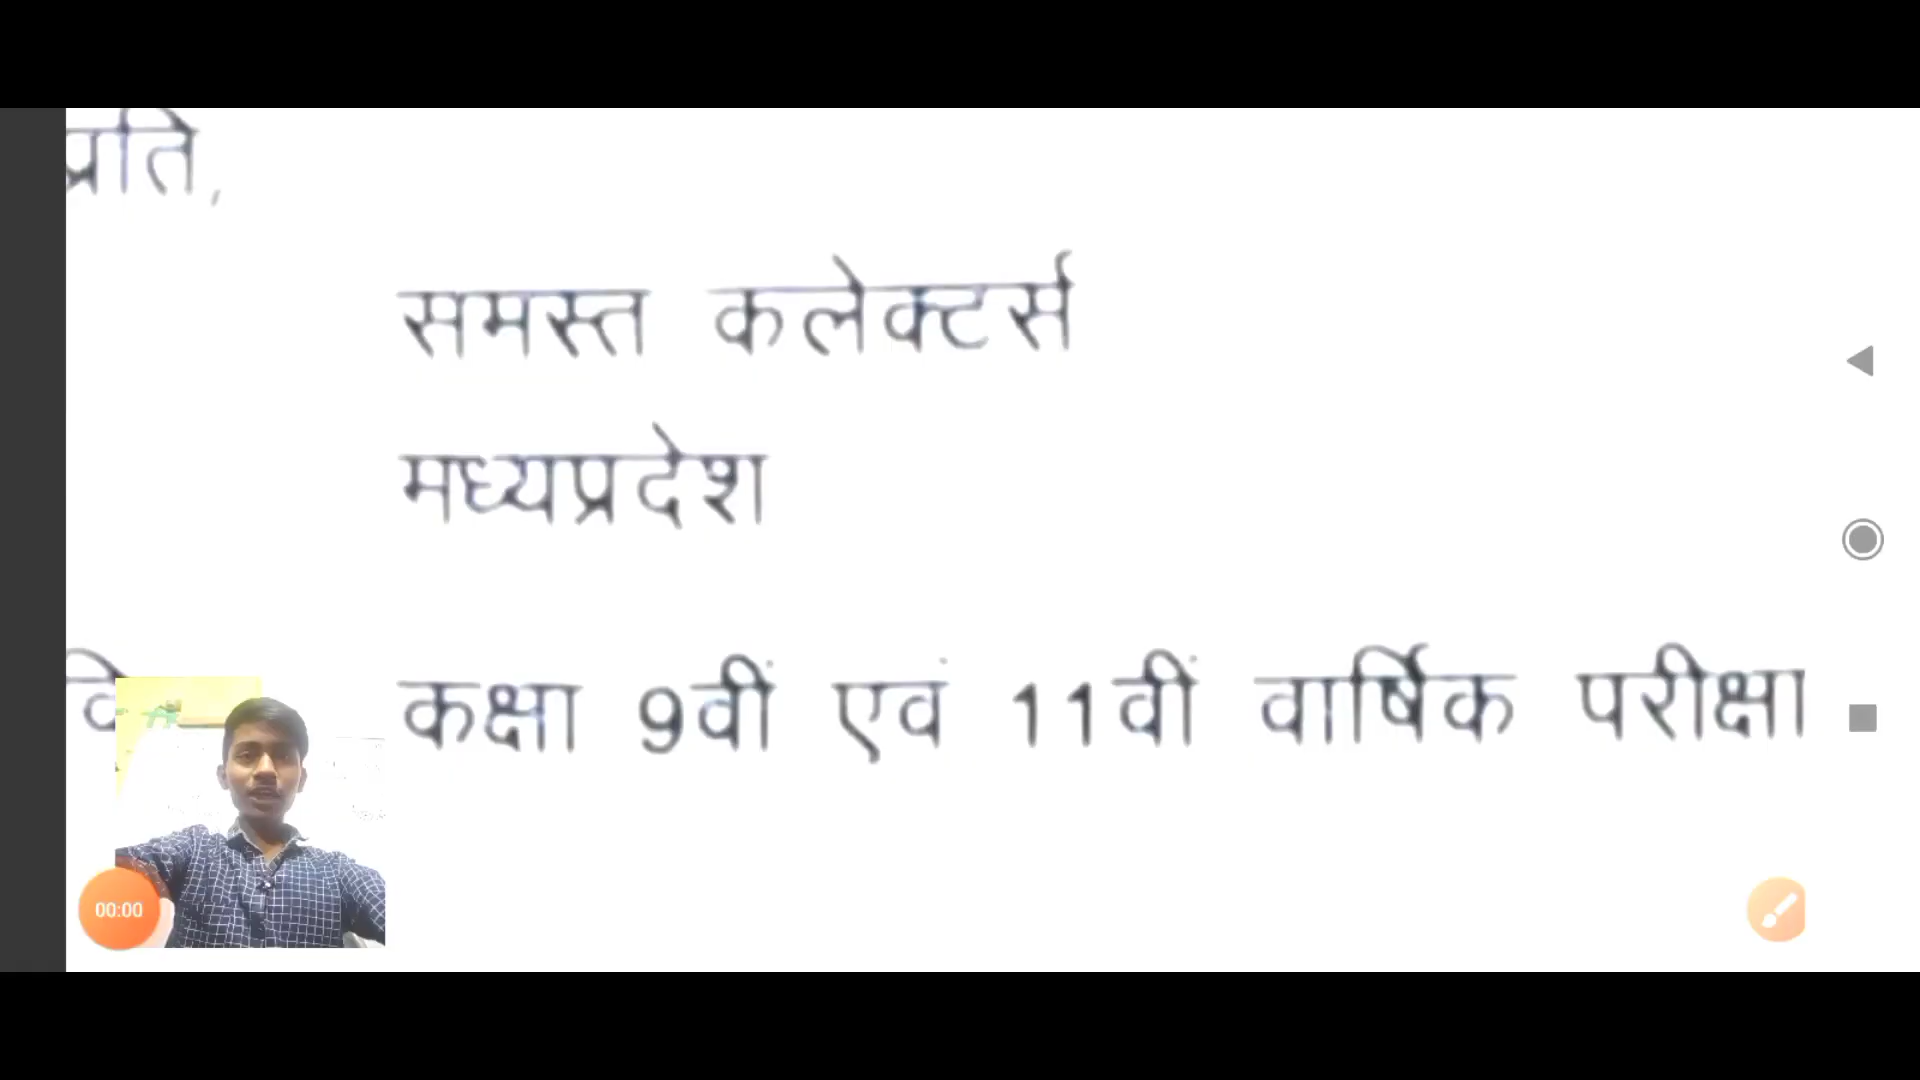 प्रति,
समस्त कलेक्टर्स
मध्यप्रदेश
कक्षा 9वीं एवं 11वीं वार्षिक परीक्षा
00:00